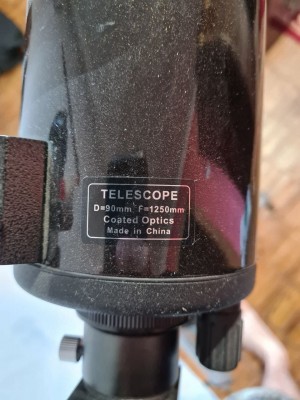 TELESCOPE
D=90mm F=1250mm
Coated Optics
Made in China